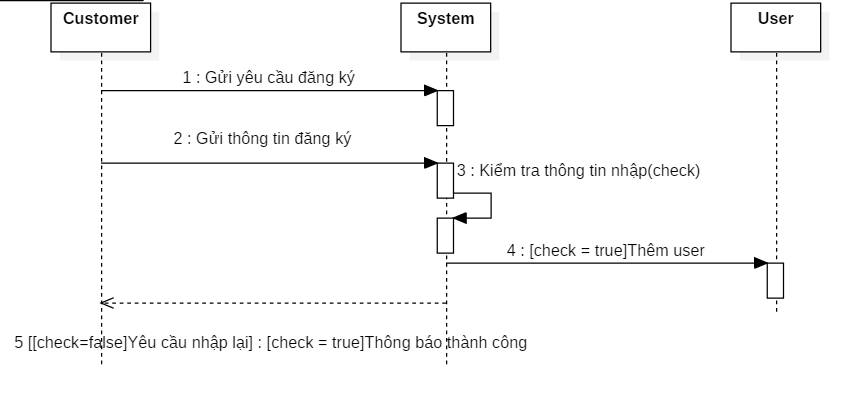 Customer
System
User
1 : Gửi yêu cầu đăng ký
2 : Gửi thông tin đăng ký
3 : Kiểm tra thông tin nhập(check)
4 : [check = true]Thêm user
5 [[check=false]Yêu cầu nhập lại] : [check = true]Thông báo thành công